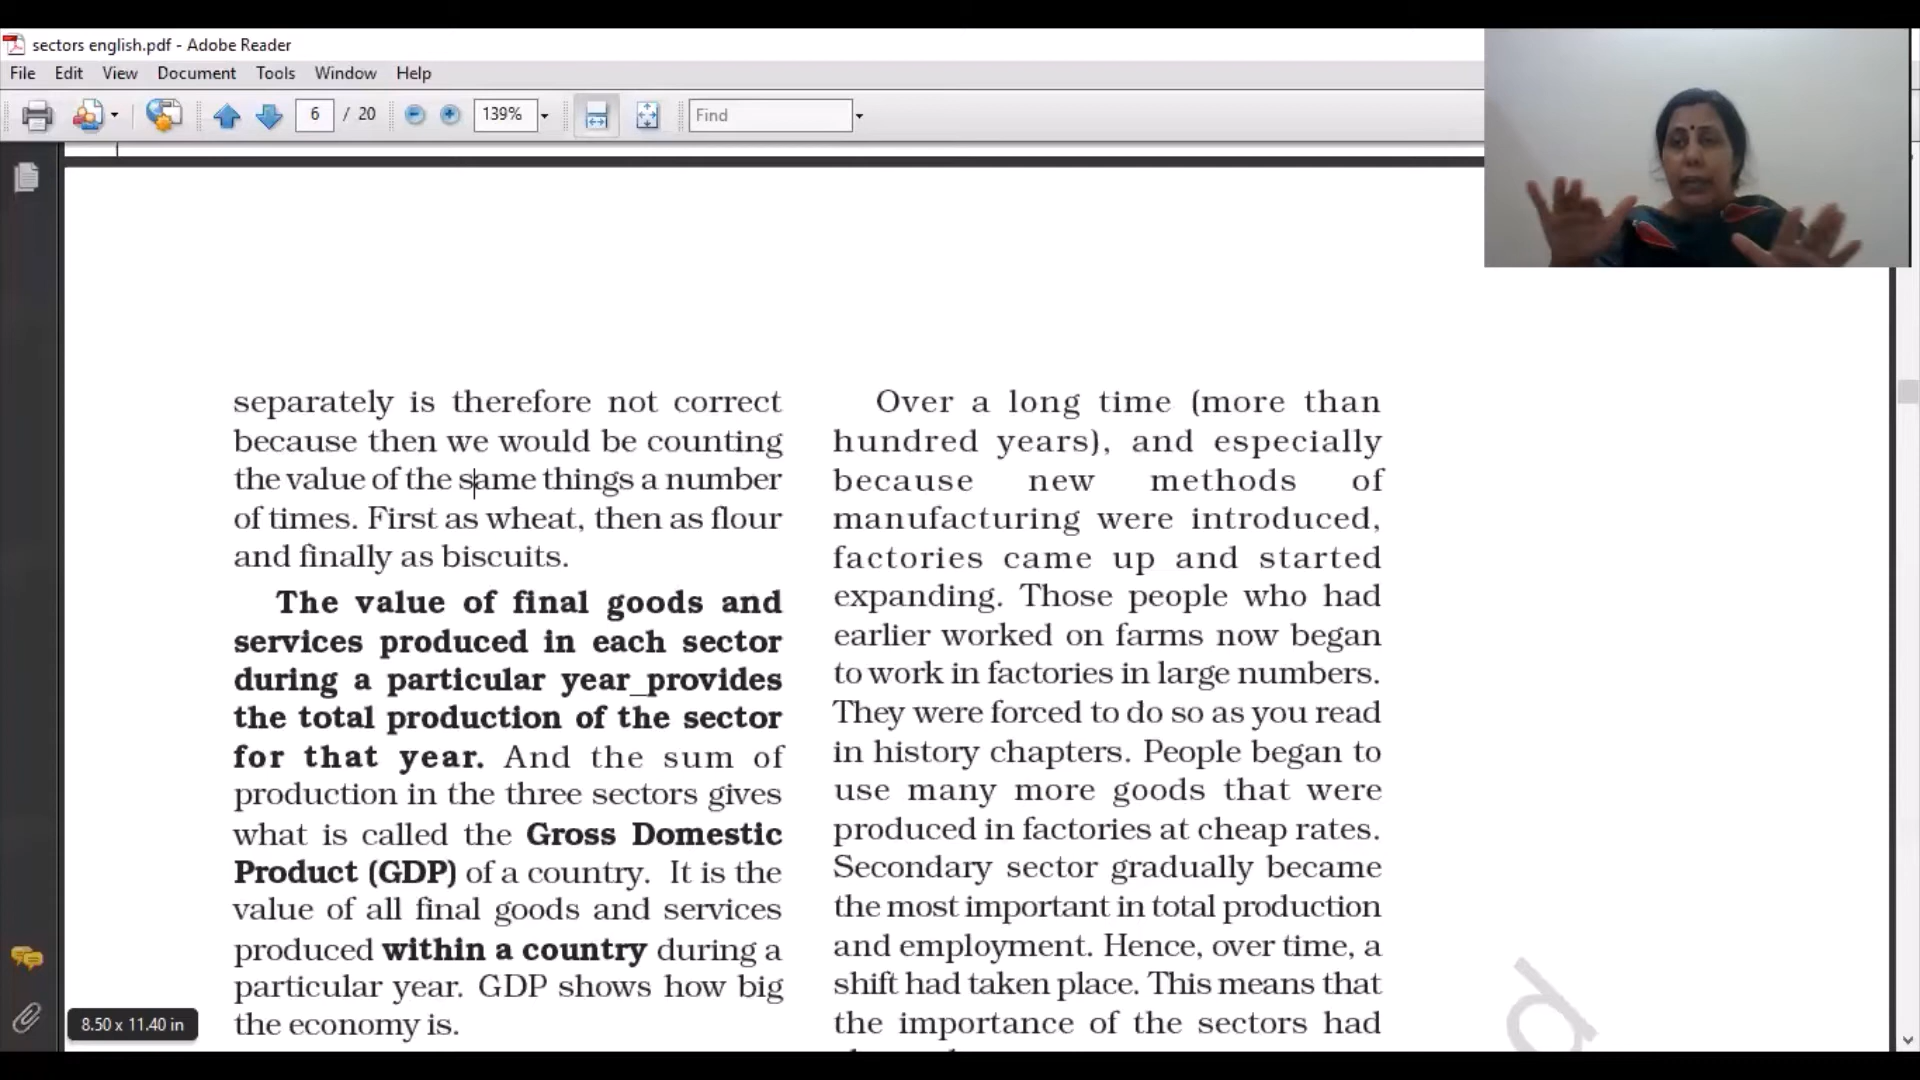 sectors english.pdf - Adobe Reader
File Edit View Document Tools Window Help
6 / 20 139% Find
separately is therefore not correct
because then we would be counting
the value of the same things a number
of times. First as wheat, then as flour
and finally as biscuits.
The value of final goods and
services produced in each sector
during a particular year_provides
the total production of the sector
for that year. And the sum of
production in the three sectors gives
what is called the Gross Domestic
Product (GDP) of a country. It is the
value of all final goods and services
produced within a country during a
particular year. GDP shows how big
the economy is.
Over a long time (more than
hundred years), and especially
because new methods of
manufacturing were introduced,
factories came up and started
expanding. Those people who had
earlier worked on farms now began
to work in factories in large numbers.
They were forced to do so as you read
in history chapters. People began to
use many more goods that were
produced in factories at cheap rates.
Secondary sector gradually became
the most important in total production
and employment. Hence, over time, a
shift had taken place. This means that
the importance of the sectors had
8.50 x 11.40 in
d